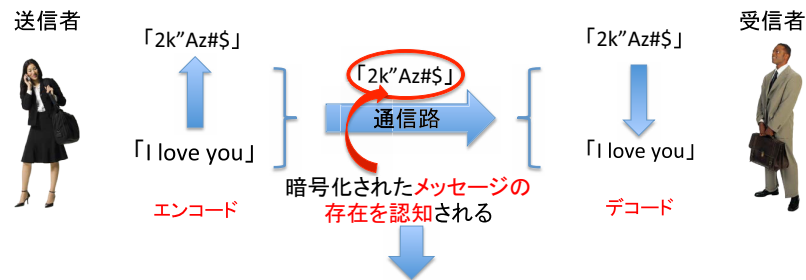 送信者
「2k”Az#$」
「I love you」
エンコード
「2k”Az#$」
通信路
暗号化されたメッセージの
存在を認知される
「2k”Az#$」
「I love you」
デコード
受信者